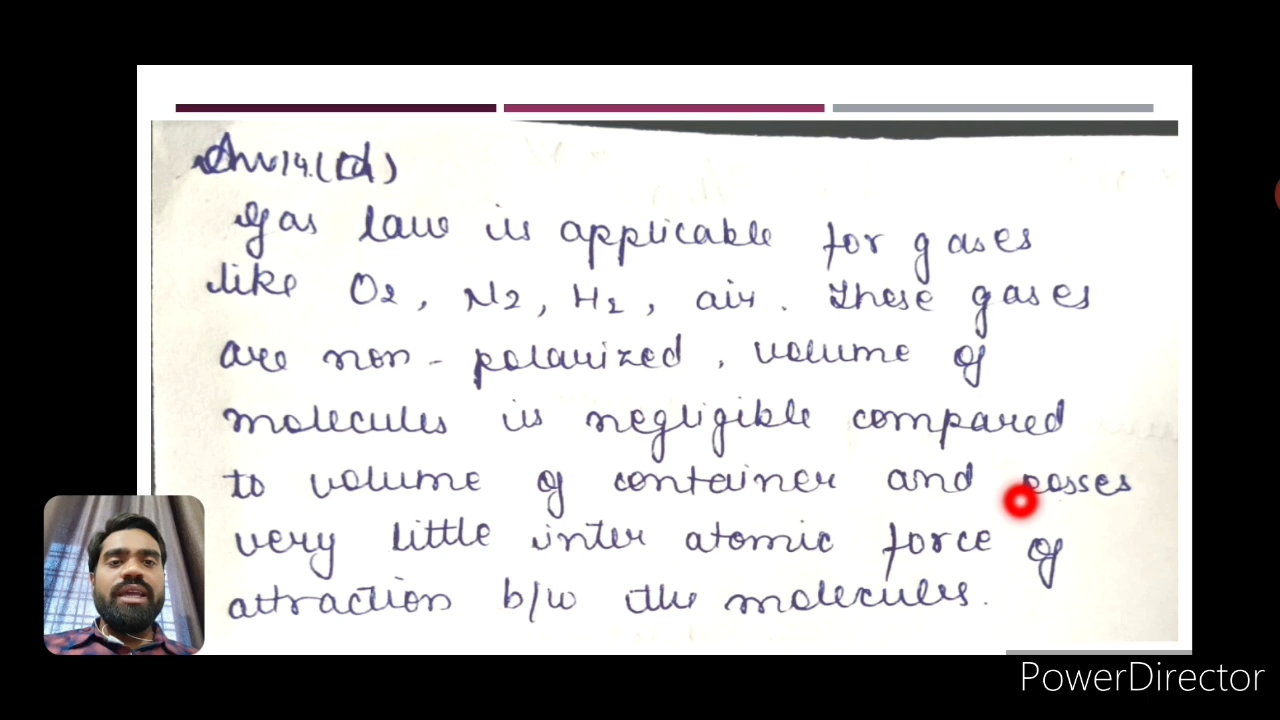 Ans14.(d)
Gas law is applicable for gases
like O2, N2, H2, air. These gases
are non-polarized, volume of
molecules is negligible compared
to volume of container and posses
very little inter atomic force of
attraction b/w the molecules.
PowerDirector